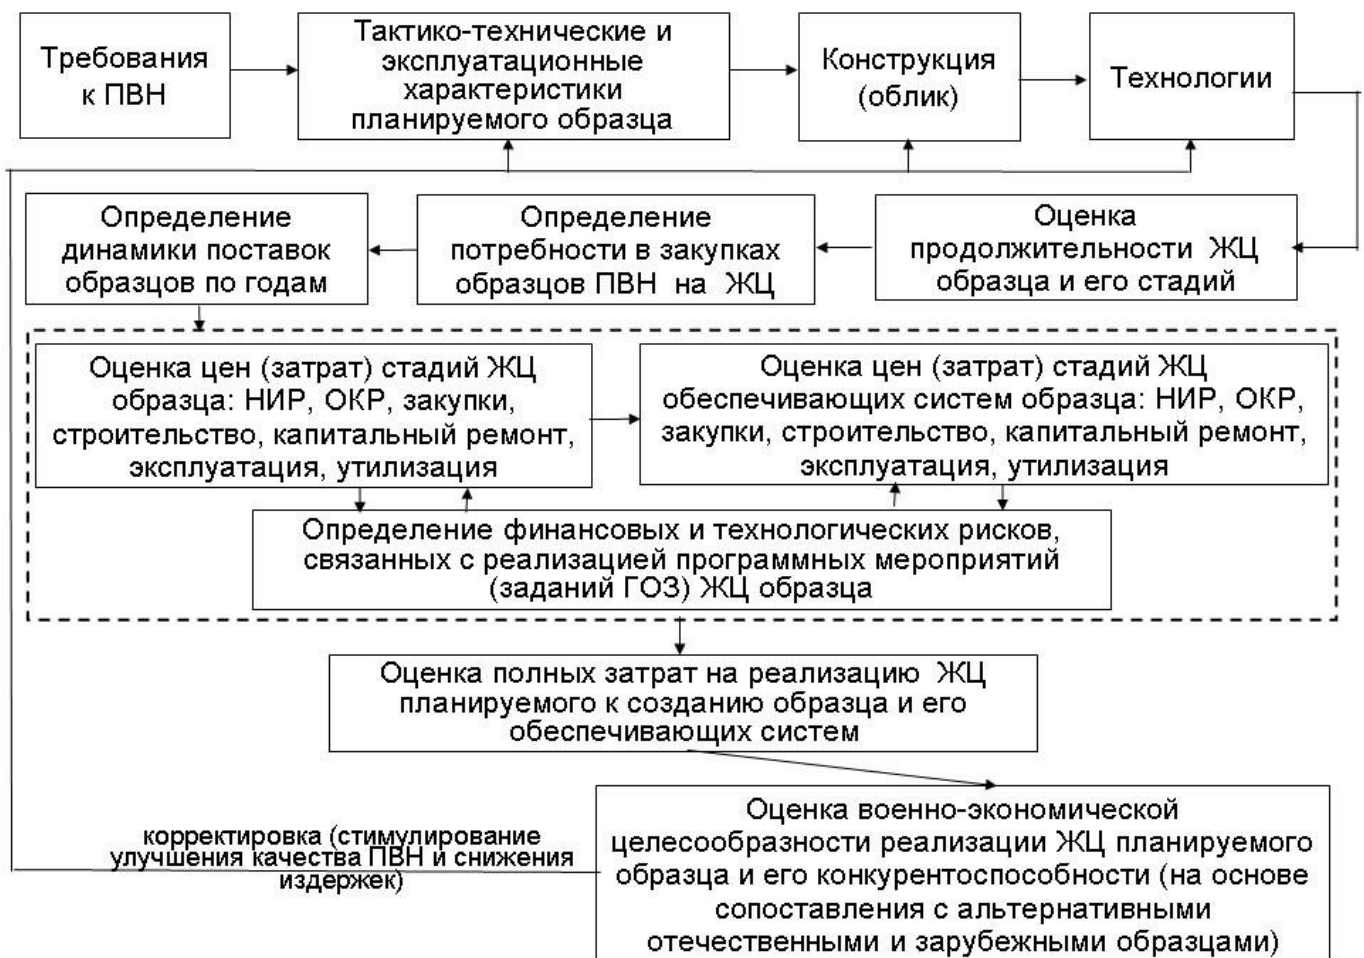 Требования
к ПВН
Тактико-технические и
эксплуатационные
характеристики
планируемого образца
Конструкция
(облик)
Технологии
Определение
динамики поставок
образцов по годам
Определение
потребности в закупках
образцов ПВН на ЖЦ
Оценка
продолжительности ЖЦ
образца и его стадий
Оценка цен (затрат) стадий ЖЦ
образца: НИР, ОКР, закупки,
строительство, капитальный ремонт,
эксплуатация, утилизация
Оценка цен (затрат) стадий ЖЦ
обеспечивающих систем образца: НИР, ОКР,
закупки, строительство, капитальный ремонт,
эксплуатация, утилизация
Определение финансовых и технологических рисков,
связанных с реализацией программных мероприятий
(заданий ГОЗ) ЖЦ образца
Оценка полных затрат на реализацию ЖЦ
планируемого к созданию образца и его
обеспечивающих систем
корректировка (стимулирование
улучшения качества ПВН и снижения
издержек)
Оценка военно-экономической
целесообразности реализации ЖЦ планируемого
образца и его конкурентоспособности (на основе
сопоставления с альтернативными
отечественными и зарубежными образцами)